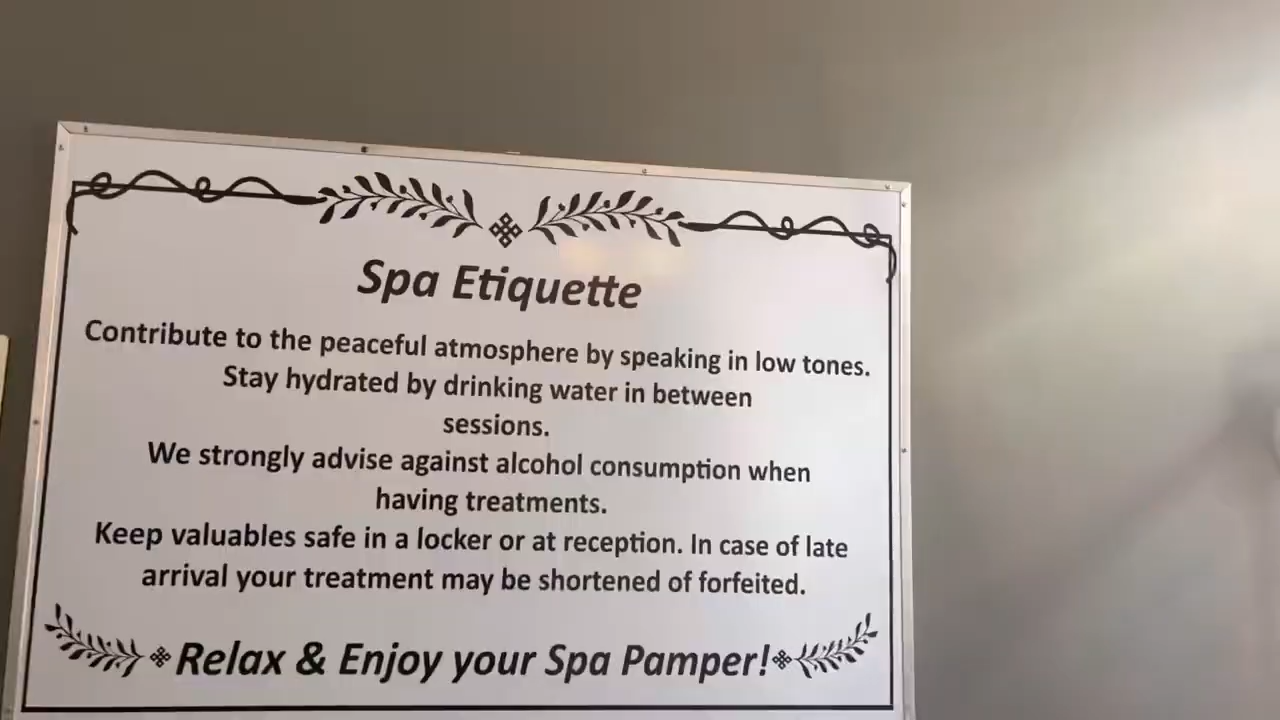 Spa Etiquette
Contribute to the peaceful atmosphere by speaking in low tones.
Stay hydrated by drinking water in between
sessions.
We strongly advise against alcohol consumption when
having treatments.
Keep valuables safe in a locker or at reception. In case of late
arrival your treatment may be shortened of forfeited.
Relax & Enjoy your Spa Pamper!